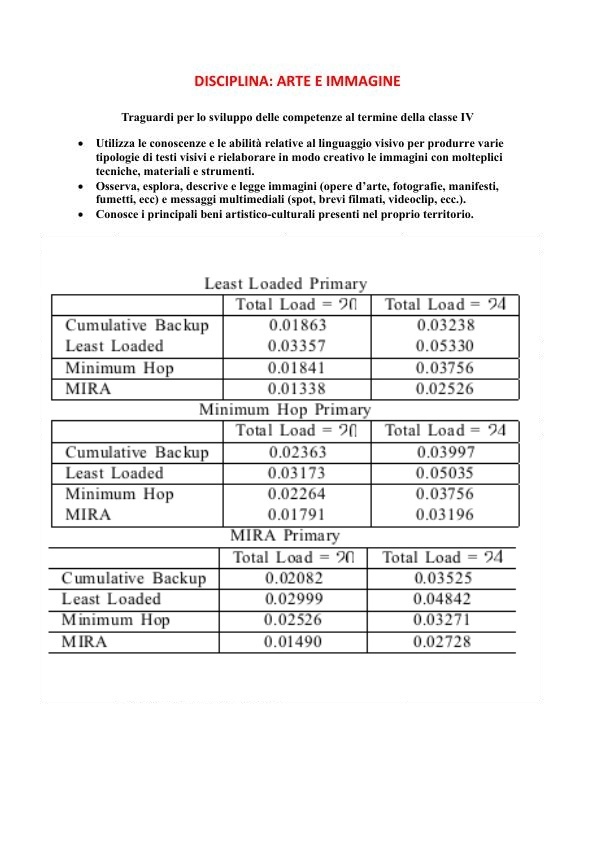 DISCIPLINA: ARTE E IMMAGINE
Traguardi per lo sviluppo delle competenze al termine della classe IV
• Utilizza le conoscenze e le abilità relative al linguaggio visivo per produrre varie
tipologie di testi visivi e rielaborare in modo creativo le immagini con molteplici
tecniche, materiali e strumenti.
• Osserva, esplora, descrive e legge immagini (opere d’arte, fotografie, manifesti,
fumetti, ecc) e messaggi multimediali (spot, brevi filmati, videoclip, ecc.).
• Conosce i principali beni artistico-culturali presenti nel proprio territorio.
Least Loaded Primary
Total Load = Total Load =
Cumulative Backup 0.01863 0.03238
Least Loaded 0.03357 0.05330
Minimum Hop 0.01841 0.03756
MIRA 0.01338 0.02526
Minimum Hop Primary
Total Load = Total Load =
Cumulative Backup 0.02363 0.03997
Least Loaded 0.03173 0.05035
Minimum Hop 0.02264 0.03756
MIRA 0.01791 0.03196
MIRA Primary
Total Load = Total Load =
Cumulative Backup 0.02082 0.03525
Least Loaded 0.02999 0.04842
Minimum Hop 0.02526 0.03271
MIRA 0.01490 0.02728